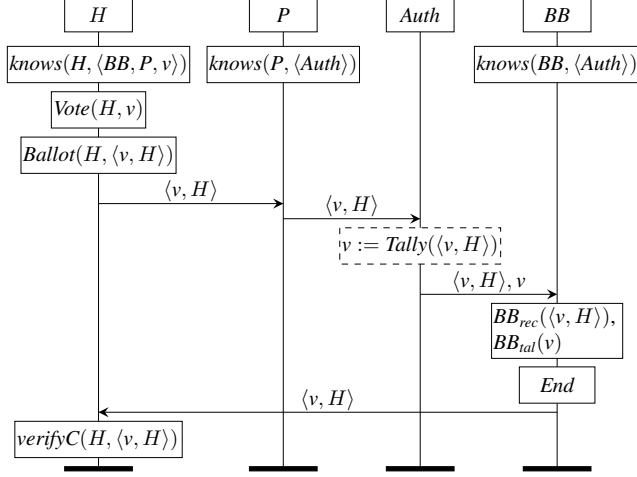 H P Auth BB
knows(H, ⟨BB, P, v⟩) knows(P, ⟨Auth⟩) knows(BB, ⟨Auth⟩)
Vote(H, v)
Ballot(H, ⟨v, H⟩)
⟨v, H⟩
⟨v, H⟩
v := Tally(⟨v, H⟩)
⟨v, H⟩, v
BB_rec(⟨v, H⟩),
BB_tal(v)
End
⟨v, H⟩
verifyC(H, ⟨v, H⟩)